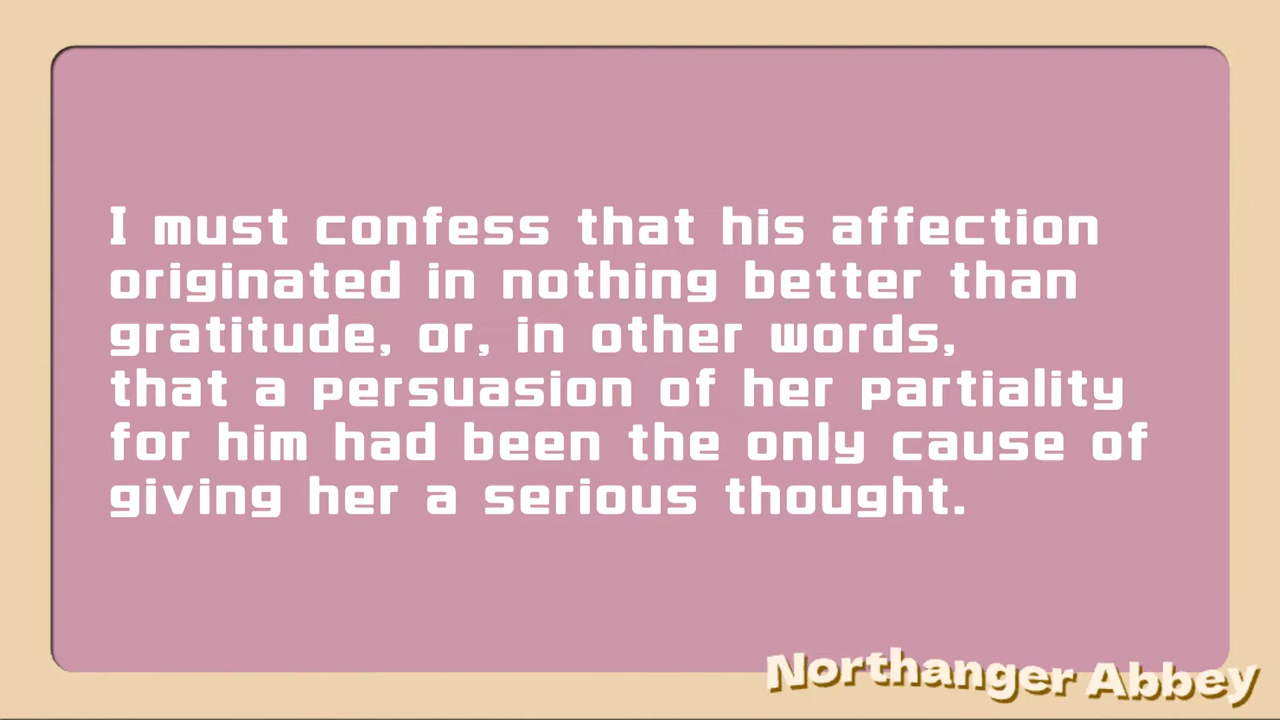 I must confess that his affection
originated in nothing better than
gratitude, or, in other words,
that a persuasion of her partiality
for him had been the only cause of
giving her a serious thought.
Northanger Abbey